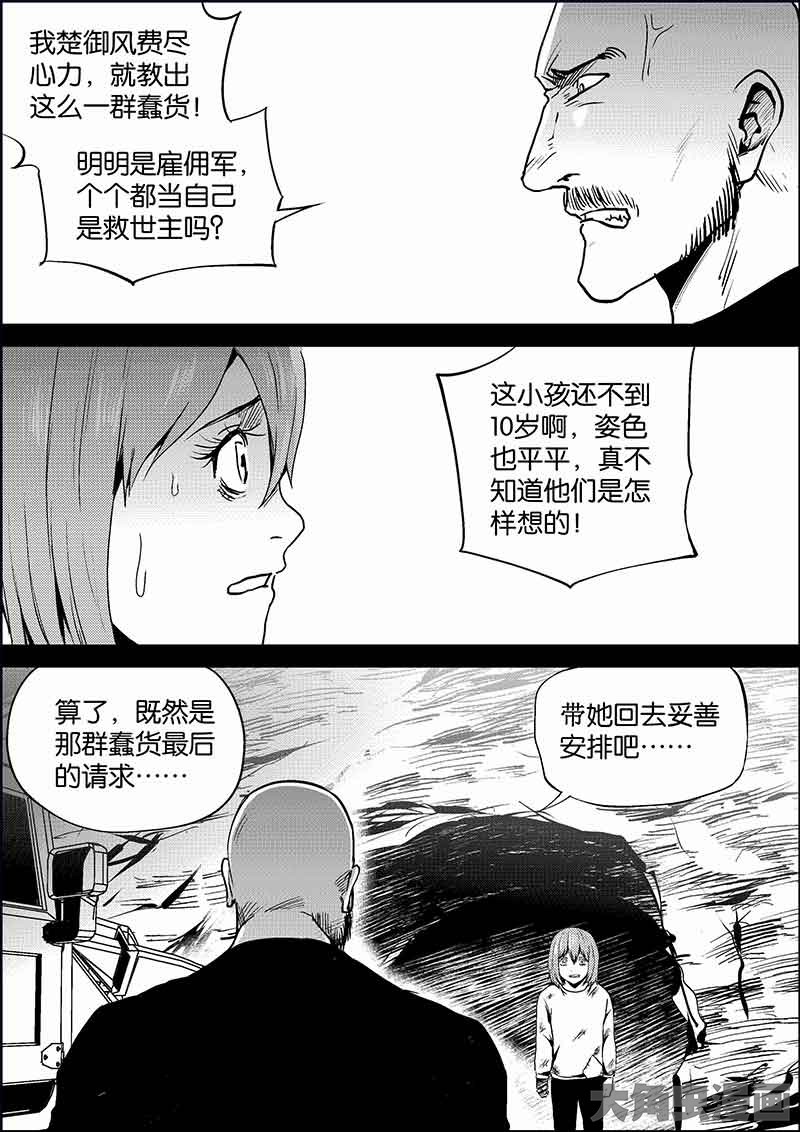 我楚御风费尽
心力，就教出
这么一群蠢货！
明明是雇佣军，
个个都当自己
是救世主吗？
这小孩还不到
10岁啊，姿色
也平平，真不
知道他们是怎
样想的！
算了，既然是
那群蠢货最后
的请求……
带她回去妥善
安排吧……
大角虫漫画